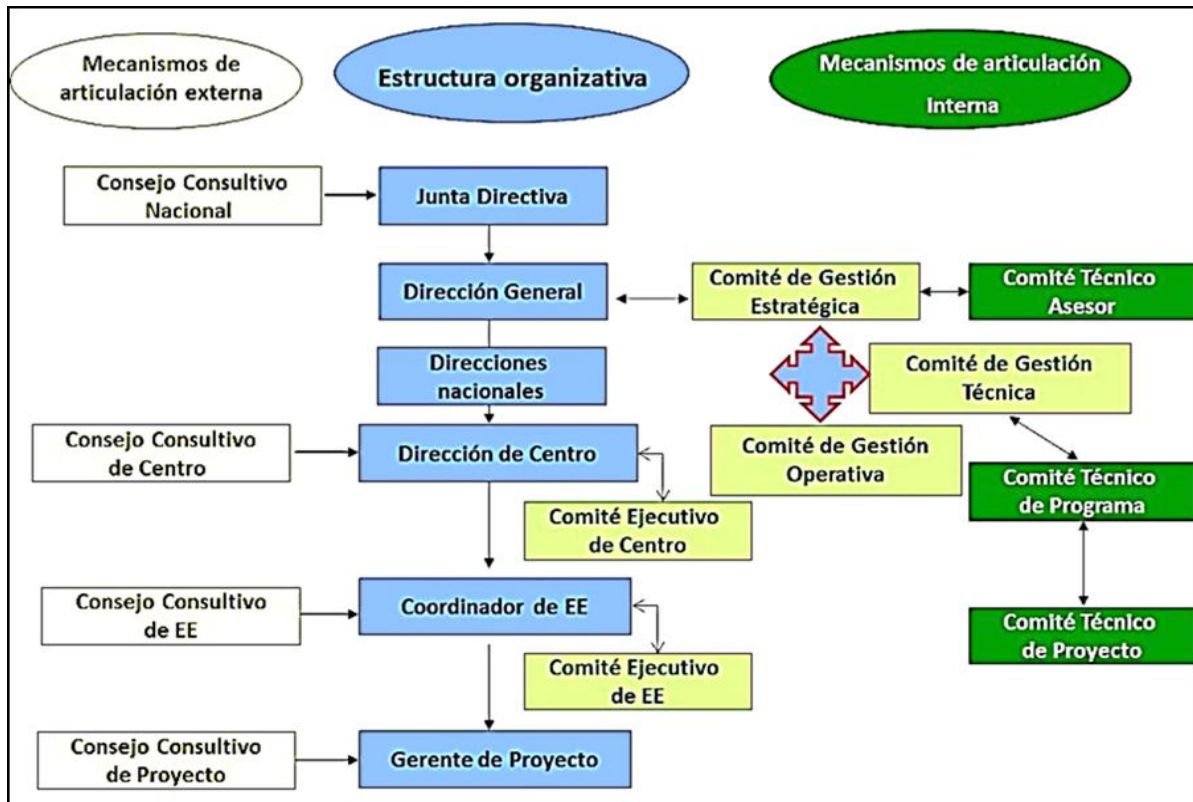 Mecanismos de
articulación externa
Estructura organizativa
Mecanismos de articulación
Interna
Consejo Consultivo
Nacional
Junta Directiva
Dirección General
Comité de Gestión
Estratégica
Comité Técnico
Asesor
Direcciones
nacionales
Comité de Gestión
Técnica
Consejo Consultivo
de Centro
Dirección de Centro
Comité de Gestión
Operativa
Comité Técnico
de Programa
Comité Ejecutivo
de Centro
Consejo Consultivo
de EE
Coordinador de EE
Comité Técnico
de Proyecto
Comité Ejecutivo
de EE
Consejo Consultivo
de Proyecto
Gerente de Proyecto